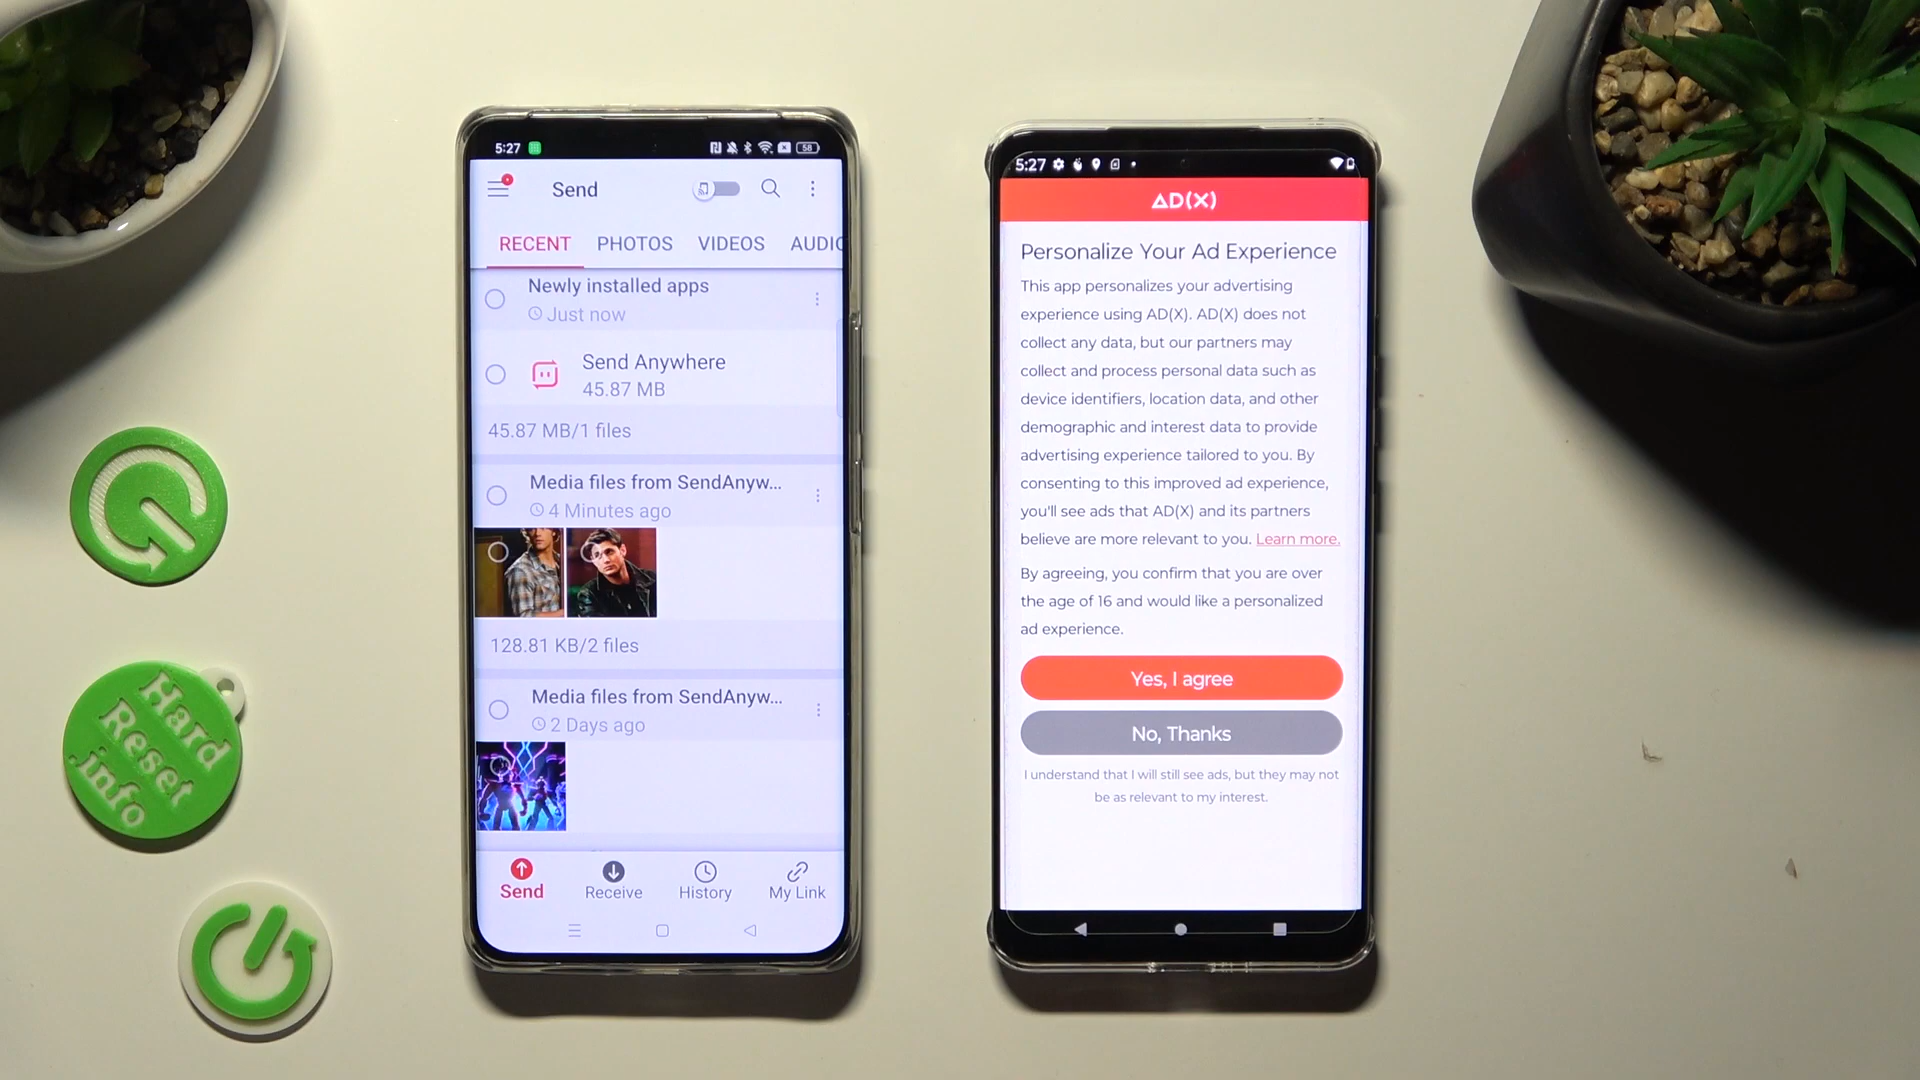 5:27
58
Send
RECENT PHOTOS VIDEOS AUDIO
Newly installed apps
Just now
Send Anywhere
45.87 MB
45.87 MB/1 files
Media files from SendAnyw...
4 Minutes ago
128.81 KB/2 files
Media files from SendAnyw...
2 Days ago
Send Receive History My Link
5:27
AD(X)
Personalize Your Ad Experience
This app personalizes your advertising
experience using AD(X). AD(X) does not
collect any data, but our partners may
collect and process personal data such as
device identifiers, location data, and other
demographic and interest data to provide
advertising experience tailored to you. By
consenting to this improved ad experience,
you'll see ads that AD(X) and its partners
believe are more relevant to you. Learn more.
By agreeing, you confirm that you are over
the age of 16 and would like a personalized
ad experience.
Yes, I agree
No, Thanks
I understand that I will still see ads, but they may not
be as relevant to my interest.
Hard
Reset
.info